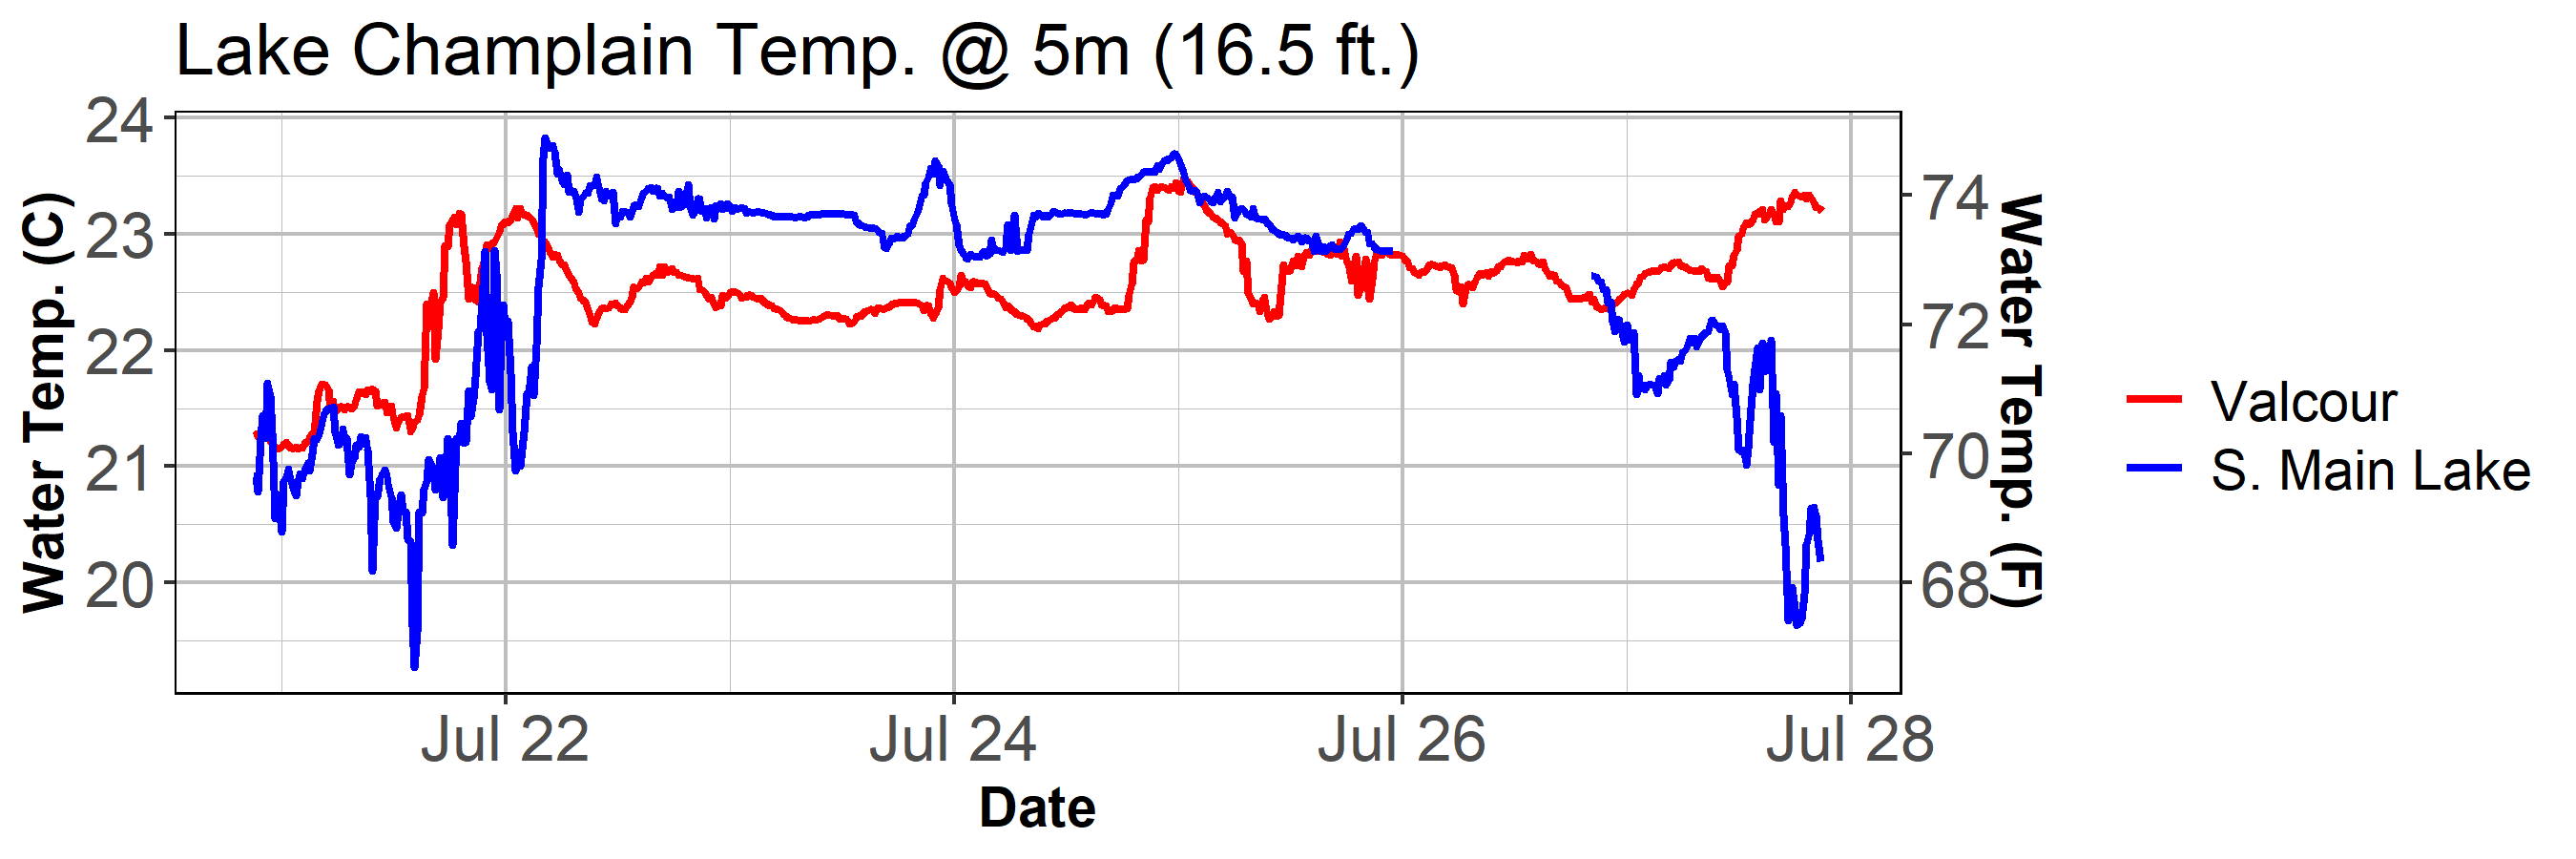 Lake Champlain Temp. @ 5m (16.5 ft.)
Water Temp. (C)
24
23
22
21
20
74
72
70
68
Water Temp. (F)
Jul 22
Jul 24
Jul 26
Jul 28
Date
Valcour
S. Main Lake